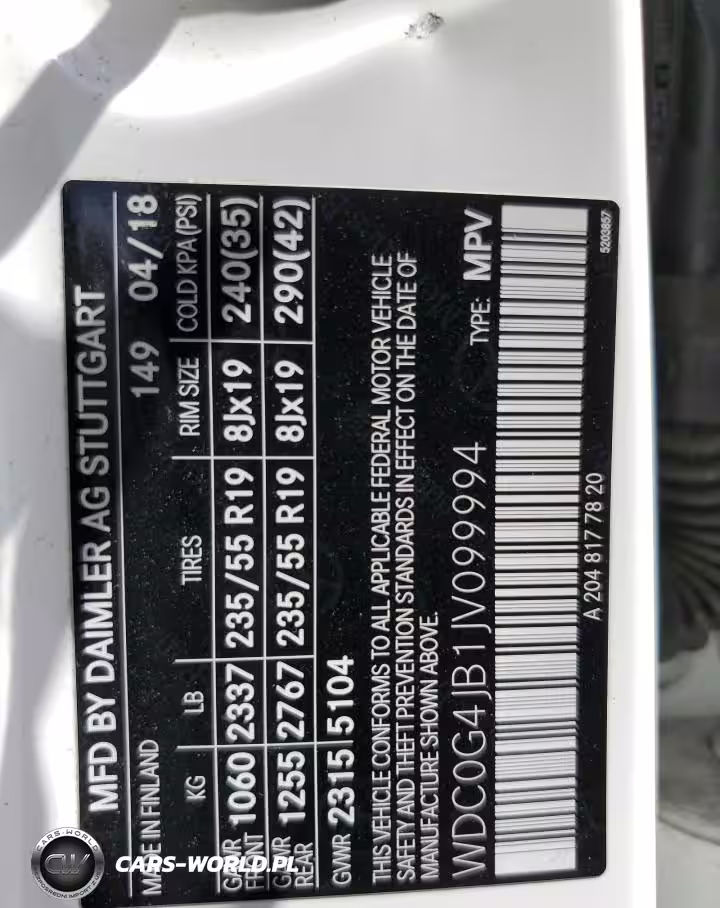 MFD BY DAIMLER AG STUTTGART
MADE IN FINLAND 149 04/18
KG LB TIRES RIM SIZE COLD KPA(PSI)
GAWR FRONT 1060 2337 235/55 R19 8Jx19 240(35)
GAWR REAR 1255 2767 235/55 R19 8Jx19 290(42)
GVWR 2315 5104
THIS VEHICLE CONFORMS TO ALL APPLICABLE FEDERAL MOTOR VEHICLE
SAFETY AND THEFT PREVENTION STANDARDS IN EFFECT ON THE DATE OF
MANUFACTURE SHOWN ABOVE.
WDC0G4JB1JV099994 TYPE: MPV
A 204 817 78 20
5203857
CW
CARS-WORLD.PL